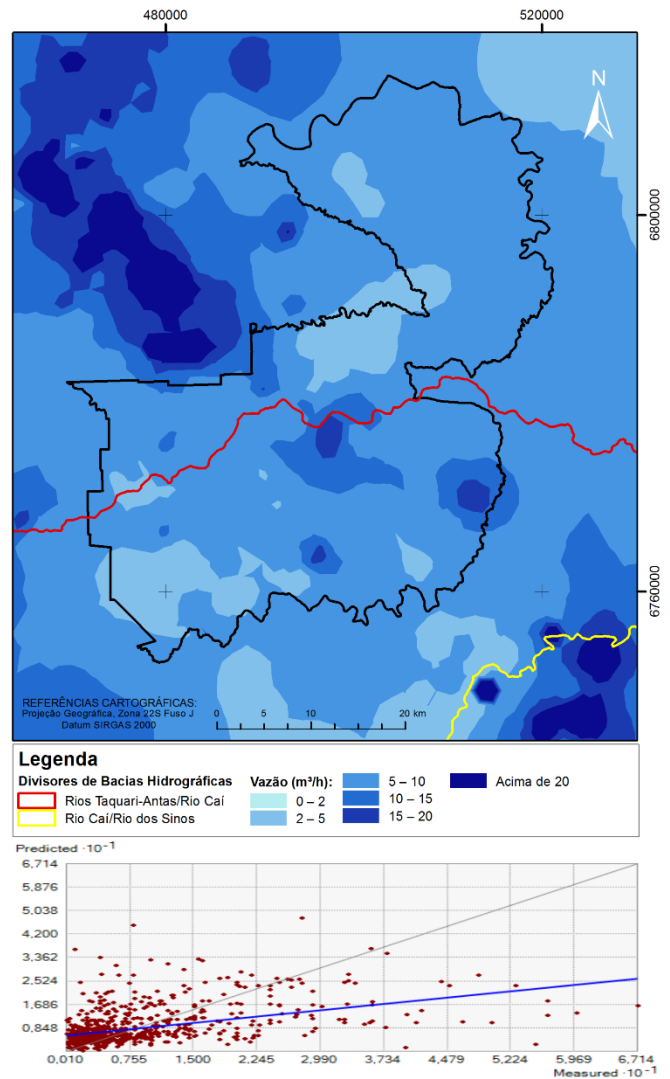 480000
520000
N
6800000
6760000
REFERÊNCIAS CARTOGRÁFICAS:
Projeção Geográfica, Zona 22S Fuso J
Datum SIRGAS 2000
0 5 10 20 km
Legenda
Divisores de Bacias Hidrográficas
Rios Taquari-Antas/Rio Caí
Rio Caí/Rio dos Sinos
Vazão (m³/h):
0 – 2
2 – 5
5 – 10
10 – 15
15 – 20
Acima de 20
Predicted ·10⁻¹
6,714
5,876
5,038
4,200
3,362
2,524
1,686
0,848
0,010 0,755 1,500 2,245 2,990 3,734 4,479 5,224 5,969 6,714
Measured ·10⁻¹